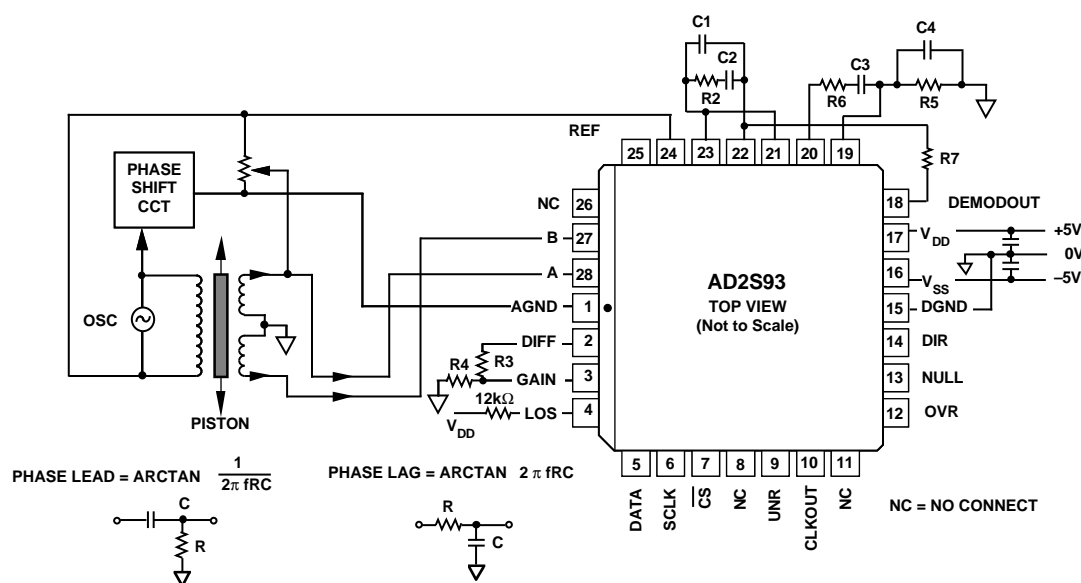 C1
C2
R2
C4
C3
R6
R5
REF
25
24
23
22
21
20
19
R7
PHASE
SHIFT
CCT
NC
26
18
DEMODOUT
B
27
17
VDD
+5V
A
28
AD2S93
TOP VIEW
(Not to Scale)
16
VSS
0V
–5V
OSC
AGND
1
15
DGND
DIFF
2
14
DIR
R4
R3
GAIN
3
13
NULL
12kΩ
VDD
LOS
4
12
OVR
PISTON
5
6
7
8
9
10
11
DATA
SCLK
CS
NC
UNR
CLKOUT
NC
NC = NO CONNECT
PHASE LEAD = ARCTAN 1
2π fRC
PHASE LAG = ARCTAN 2 π fRC
C
R
R
C